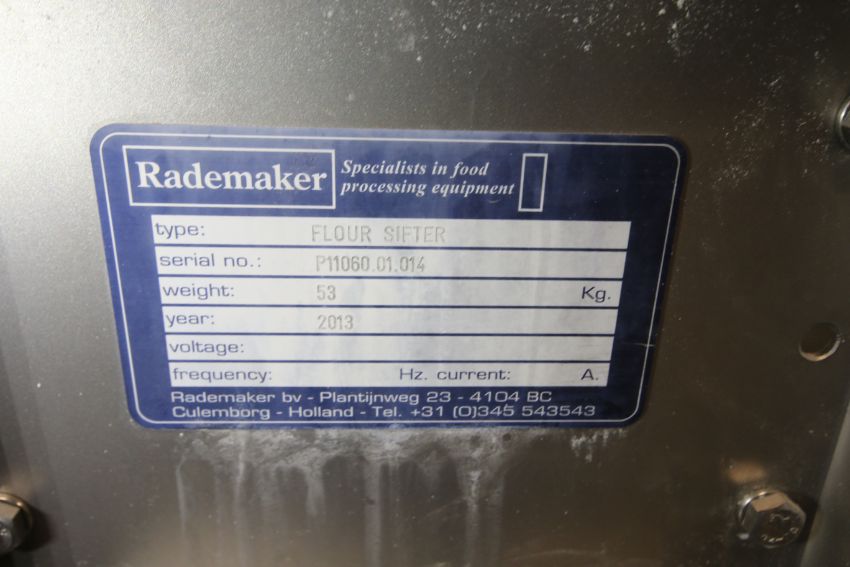 Rademaker
Specialists in food
processing equipment
type: FLOUR SIFTER
serial no.: P11060.01.014
weight: 53 Kg.
year: 2013
voltage:
frequency: Hz. current: A.
Rademaker bv - Plantijnweg 23 - 4104 BC
Culemborg - Holland - Tel. +31 (0)345 543543